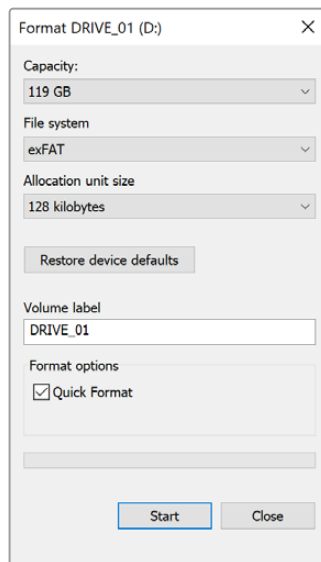 Format DRIVE_01 (D:)
Capacity:
119 GB
File system
exFAT
Allocation unit size
128 kilobytes
Restore device defaults
Volume label
DRIVE_01
Format options
Quick Format
Start Close